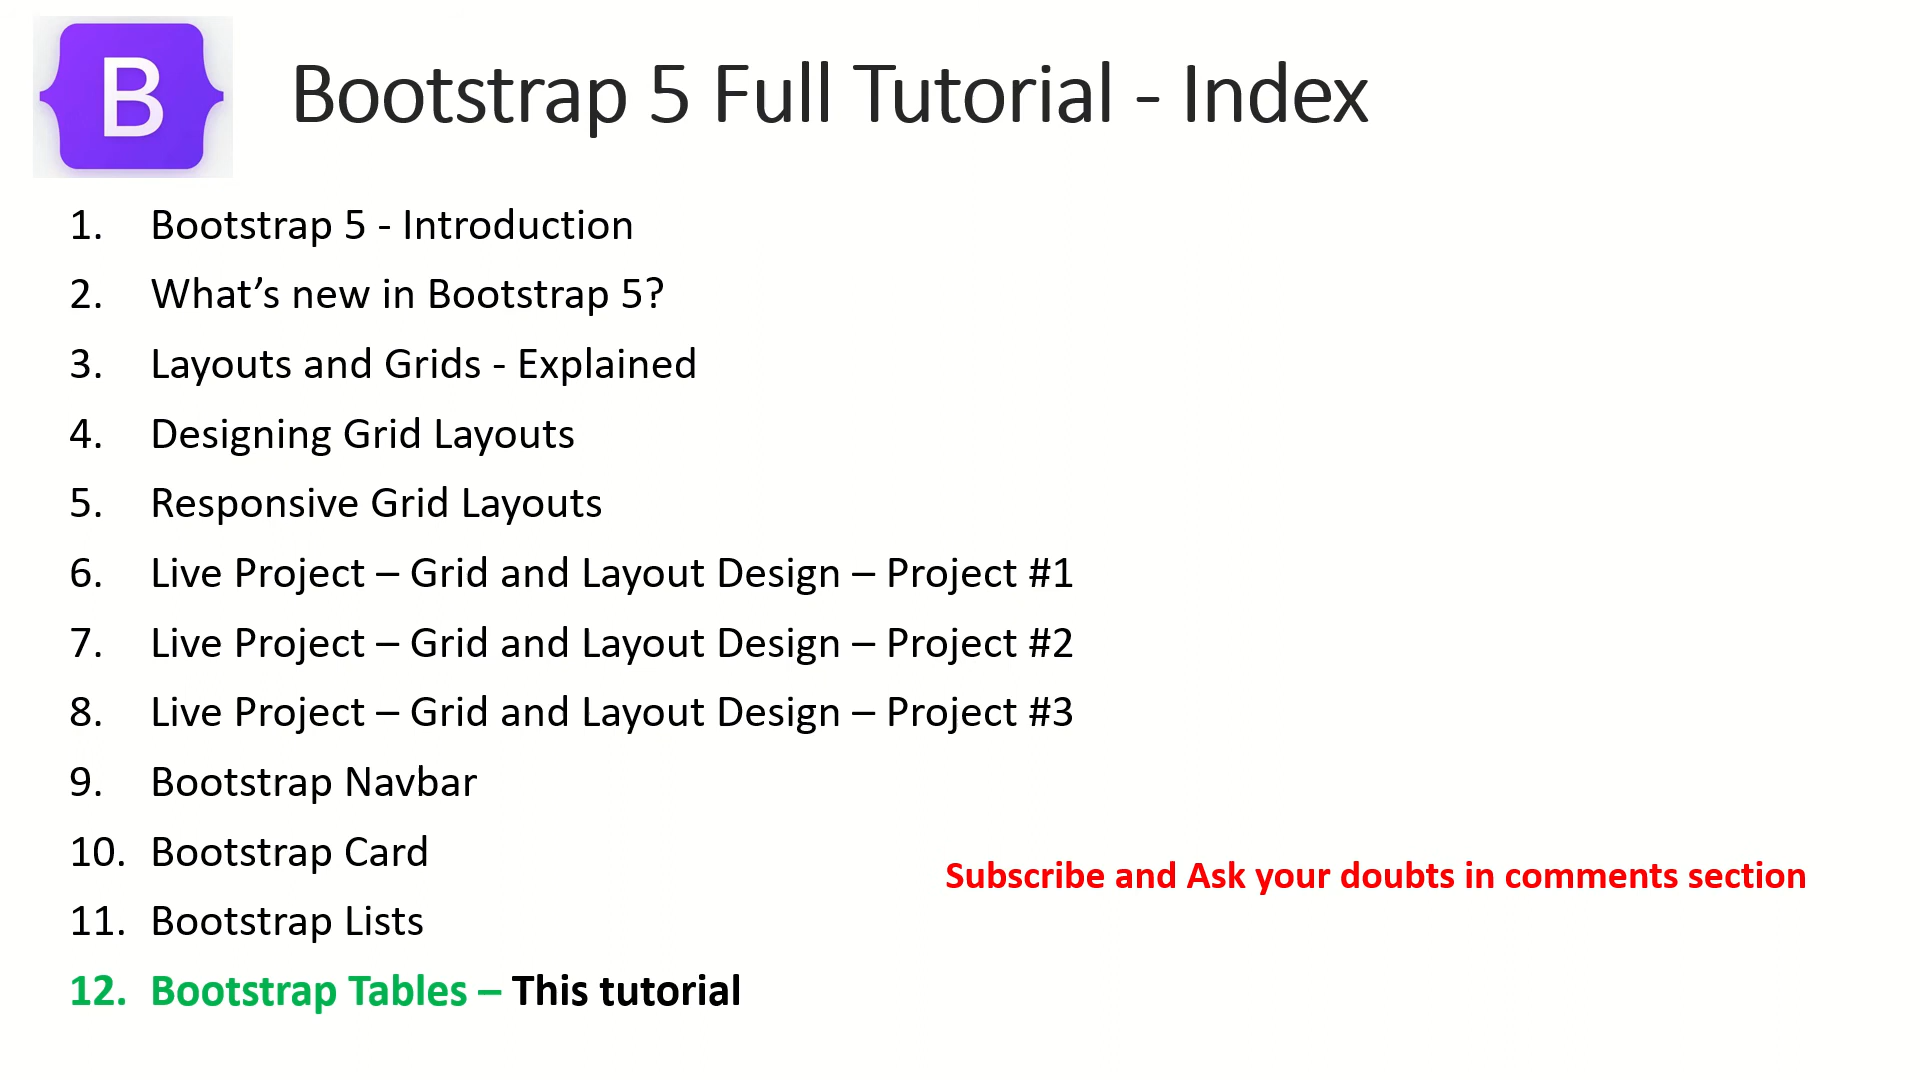 B
Bootstrap 5 Full Tutorial - Index
1. Bootstrap 5 - Introduction
2. What’s new in Bootstrap 5?
3. Layouts and Grids - Explained
4. Designing Grid Layouts
5. Responsive Grid Layouts
6. Live Project – Grid and Layout Design – Project #1
7. Live Project – Grid and Layout Design – Project #2
8. Live Project – Grid and Layout Design – Project #3
9. Bootstrap Navbar
10. Bootstrap Card
Subscribe and Ask your doubts in comments section
11. Bootstrap Lists
12. Bootstrap Tables – This tutorial